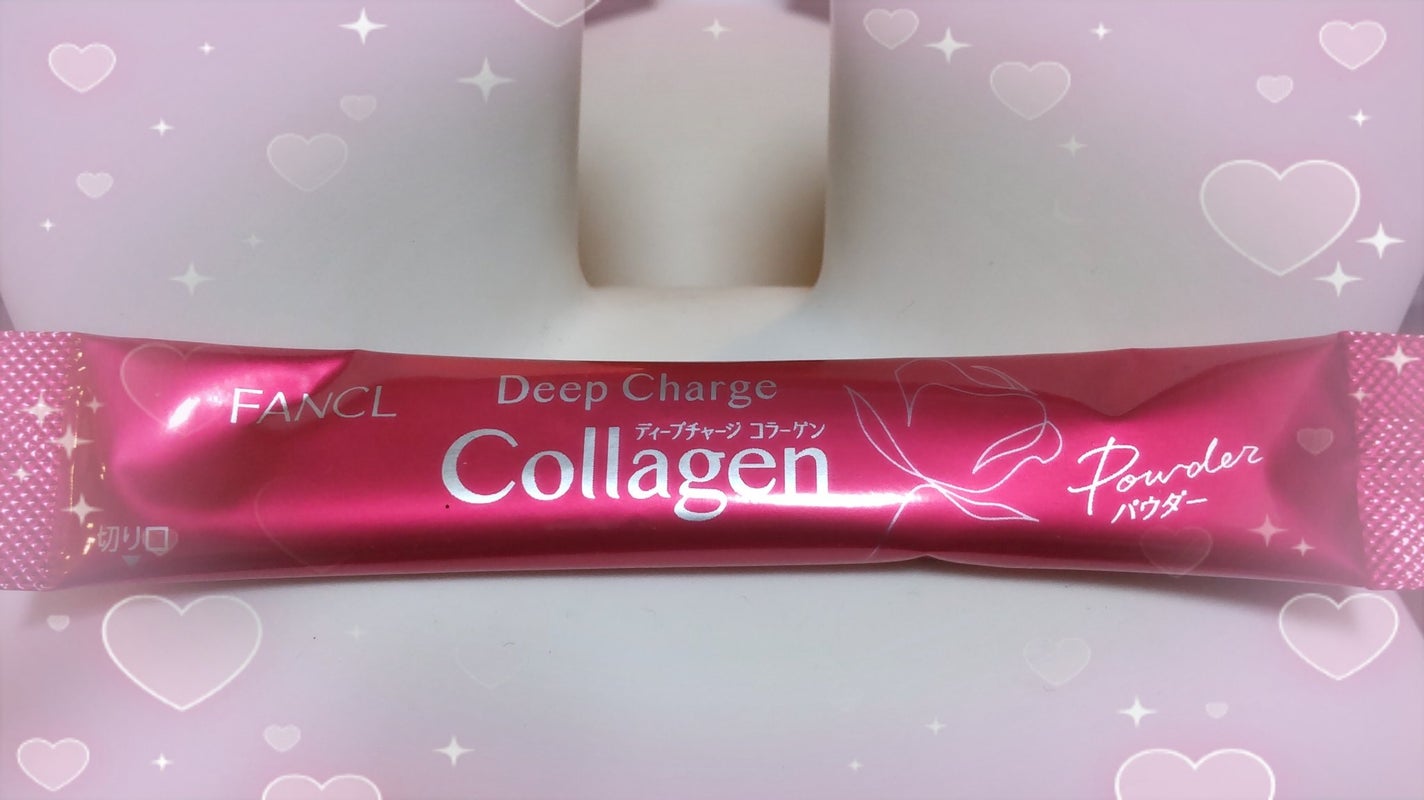 FANCL
Deep Charge
ディープチャージ コラーゲン
Collagen
Powder
パウダー
切り口